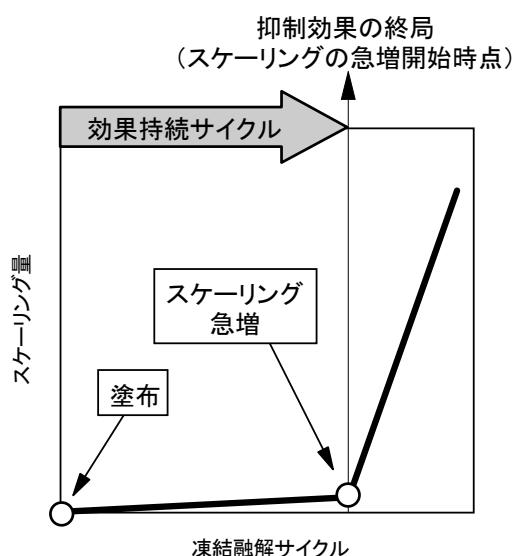 抑制効果の終局
（スケーリングの急増開始時点）
効果持続サイクル
スケーリング
急増
塗布
スケーリング量
凍結融解サイクル